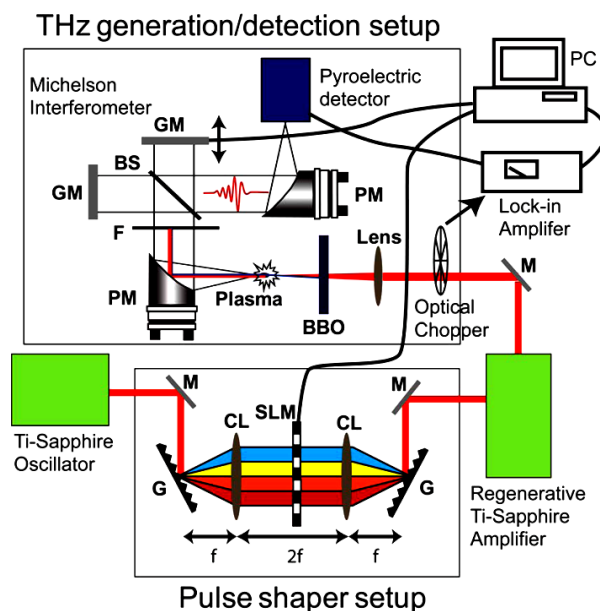 THz generation/detection setup
Michelson
Interferometer
Pyroelectric
detector
PC
GM
BS
GM
PM
Lock-in
Amplifer
F
Lens
M
PM
Plasma
BBO
Optical
Chopper
M
SLM
M
CL
CL
Ti-Sapphire
Oscillator
G
G
Regenerative
Ti-Sapphire
Amplifier
f
2f
f
Pulse shaper setup